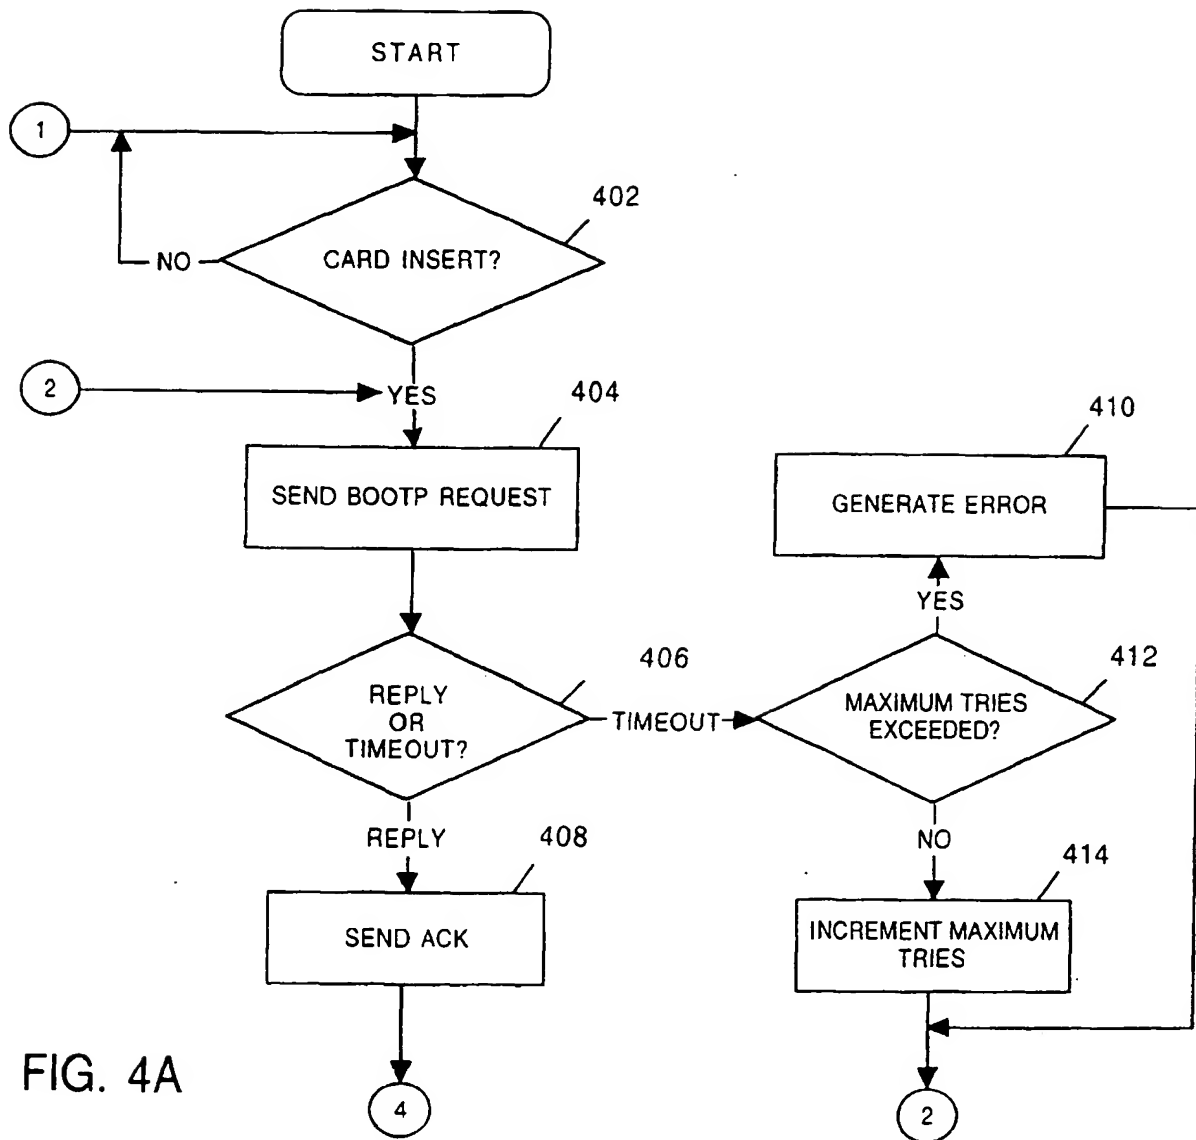 START
1
402
CARD INSERT?
NO
2
YES
404
410
SEND BOOTP REQUEST
GENERATE ERROR
YES
406
412
REPLY
OR
TIMEOUT?
TIMEOUT
MAXIMUM TRIES
EXCEEDED?
REPLY
408
NO
414
SEND ACK
INCREMENT MAXIMUM
TRIES
FIG. 4A
4
2